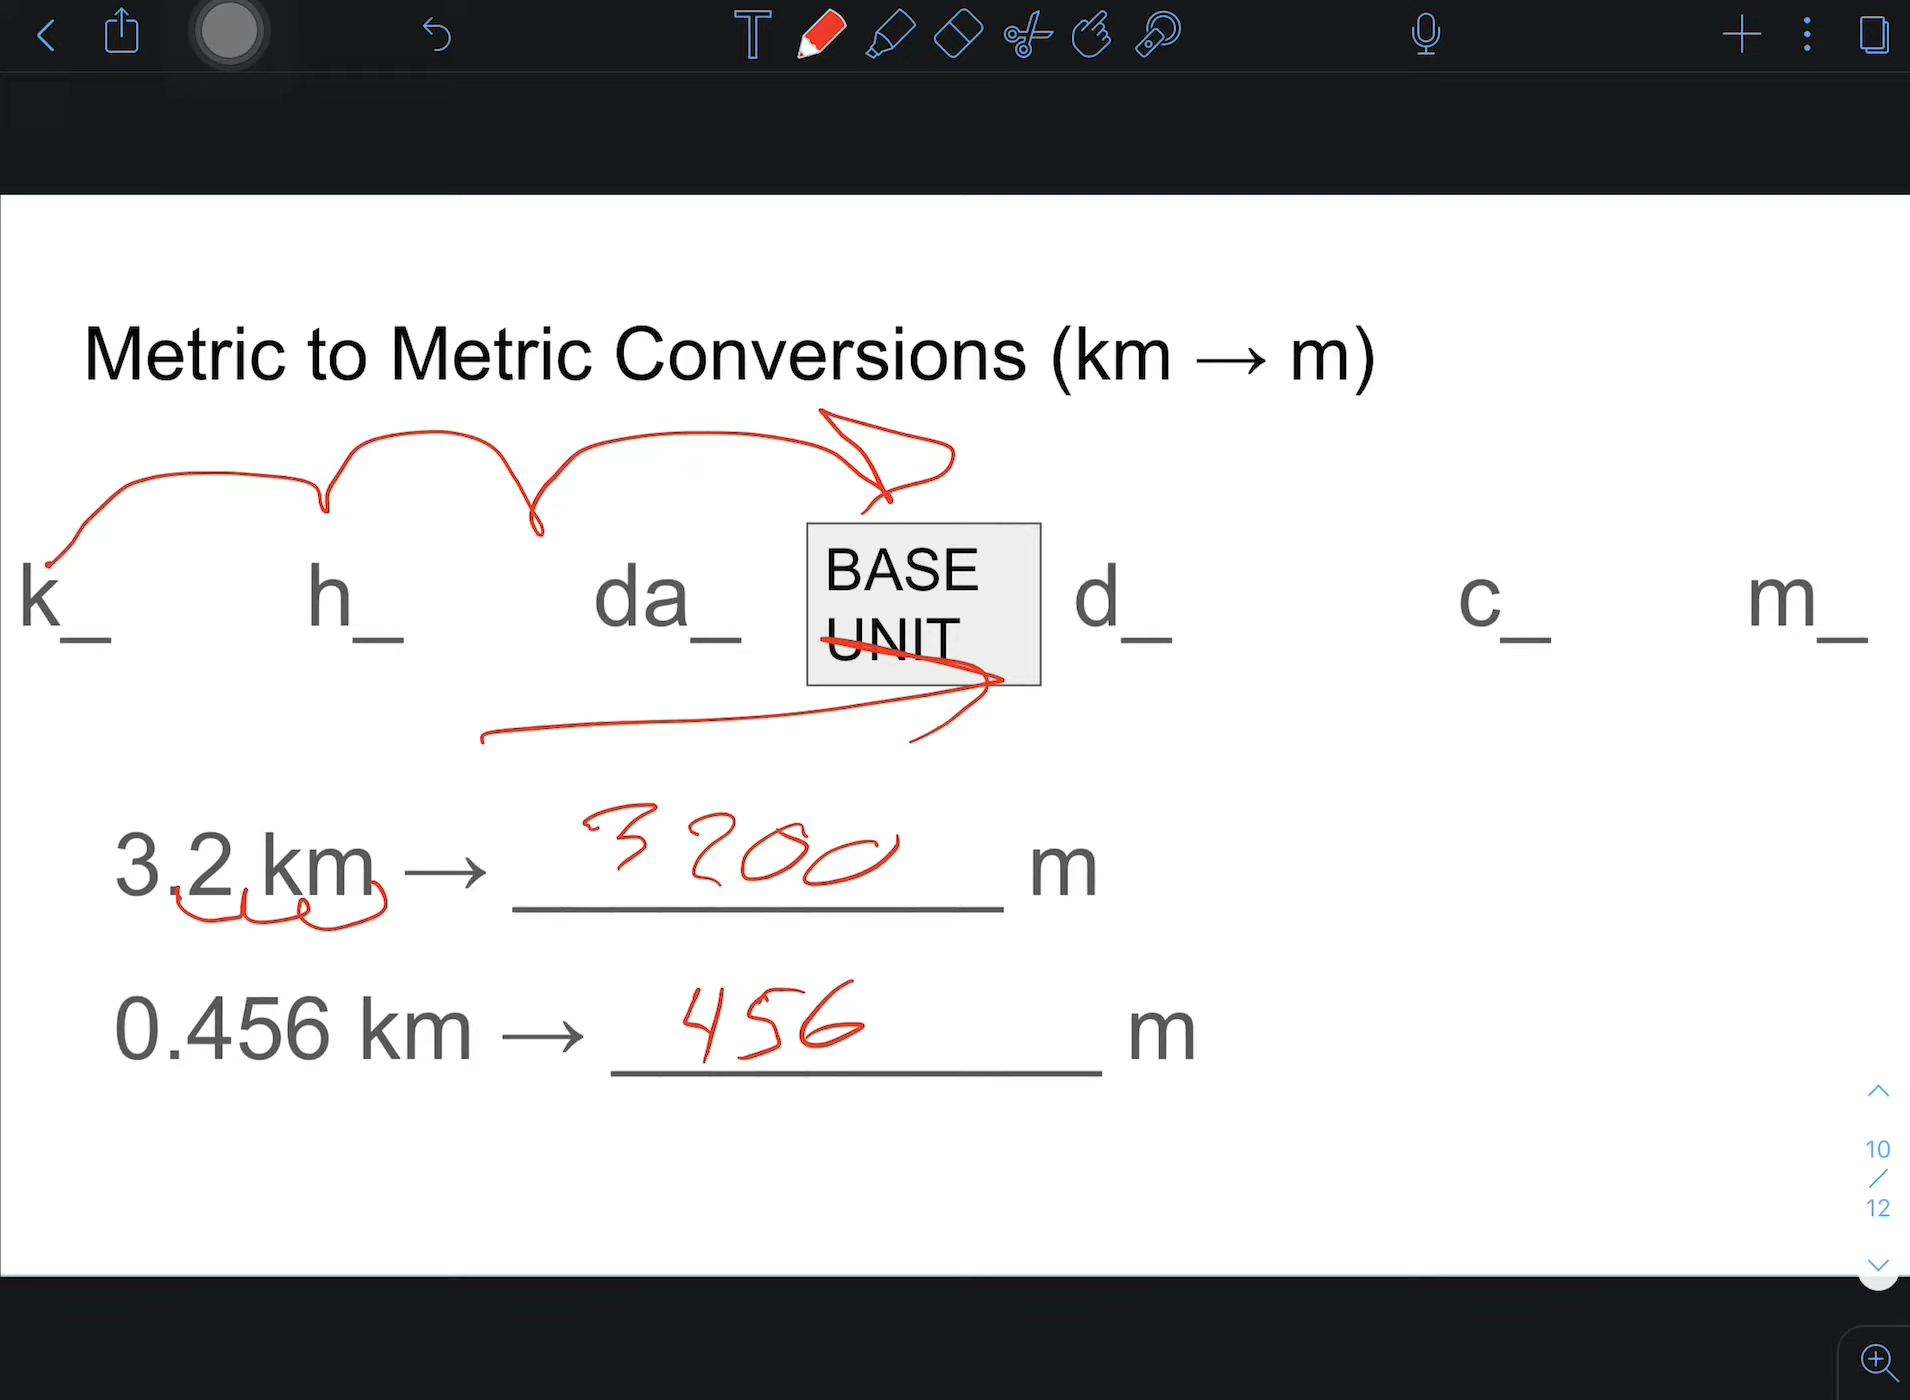 Metric to Metric Conversions (km → m)
k_ h_ da_ BASE UNIT d_ c_ m_
3.2 km → 3200 m
0.456 km → 456 m
10
/
12